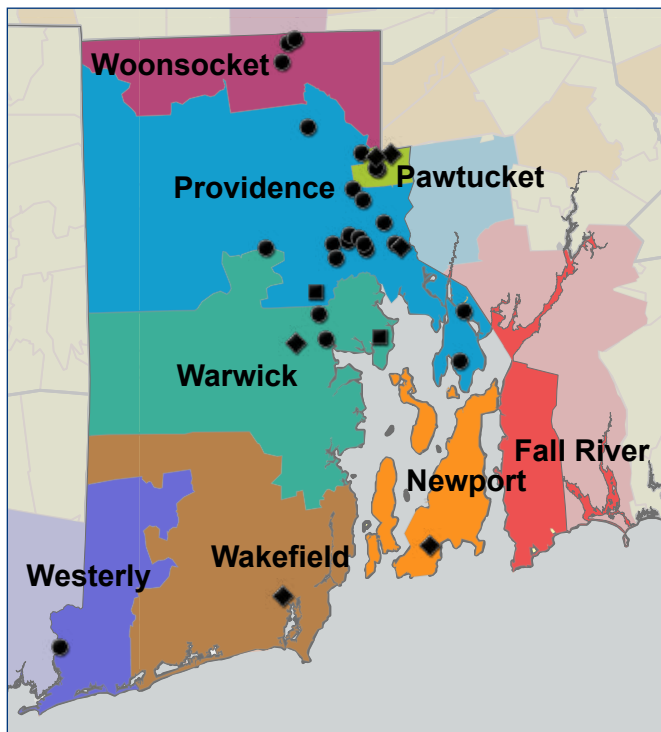 Woonsocket
Providence
Pawtucket
Warwick
Fall River
Newport
Wakefield
Westerly